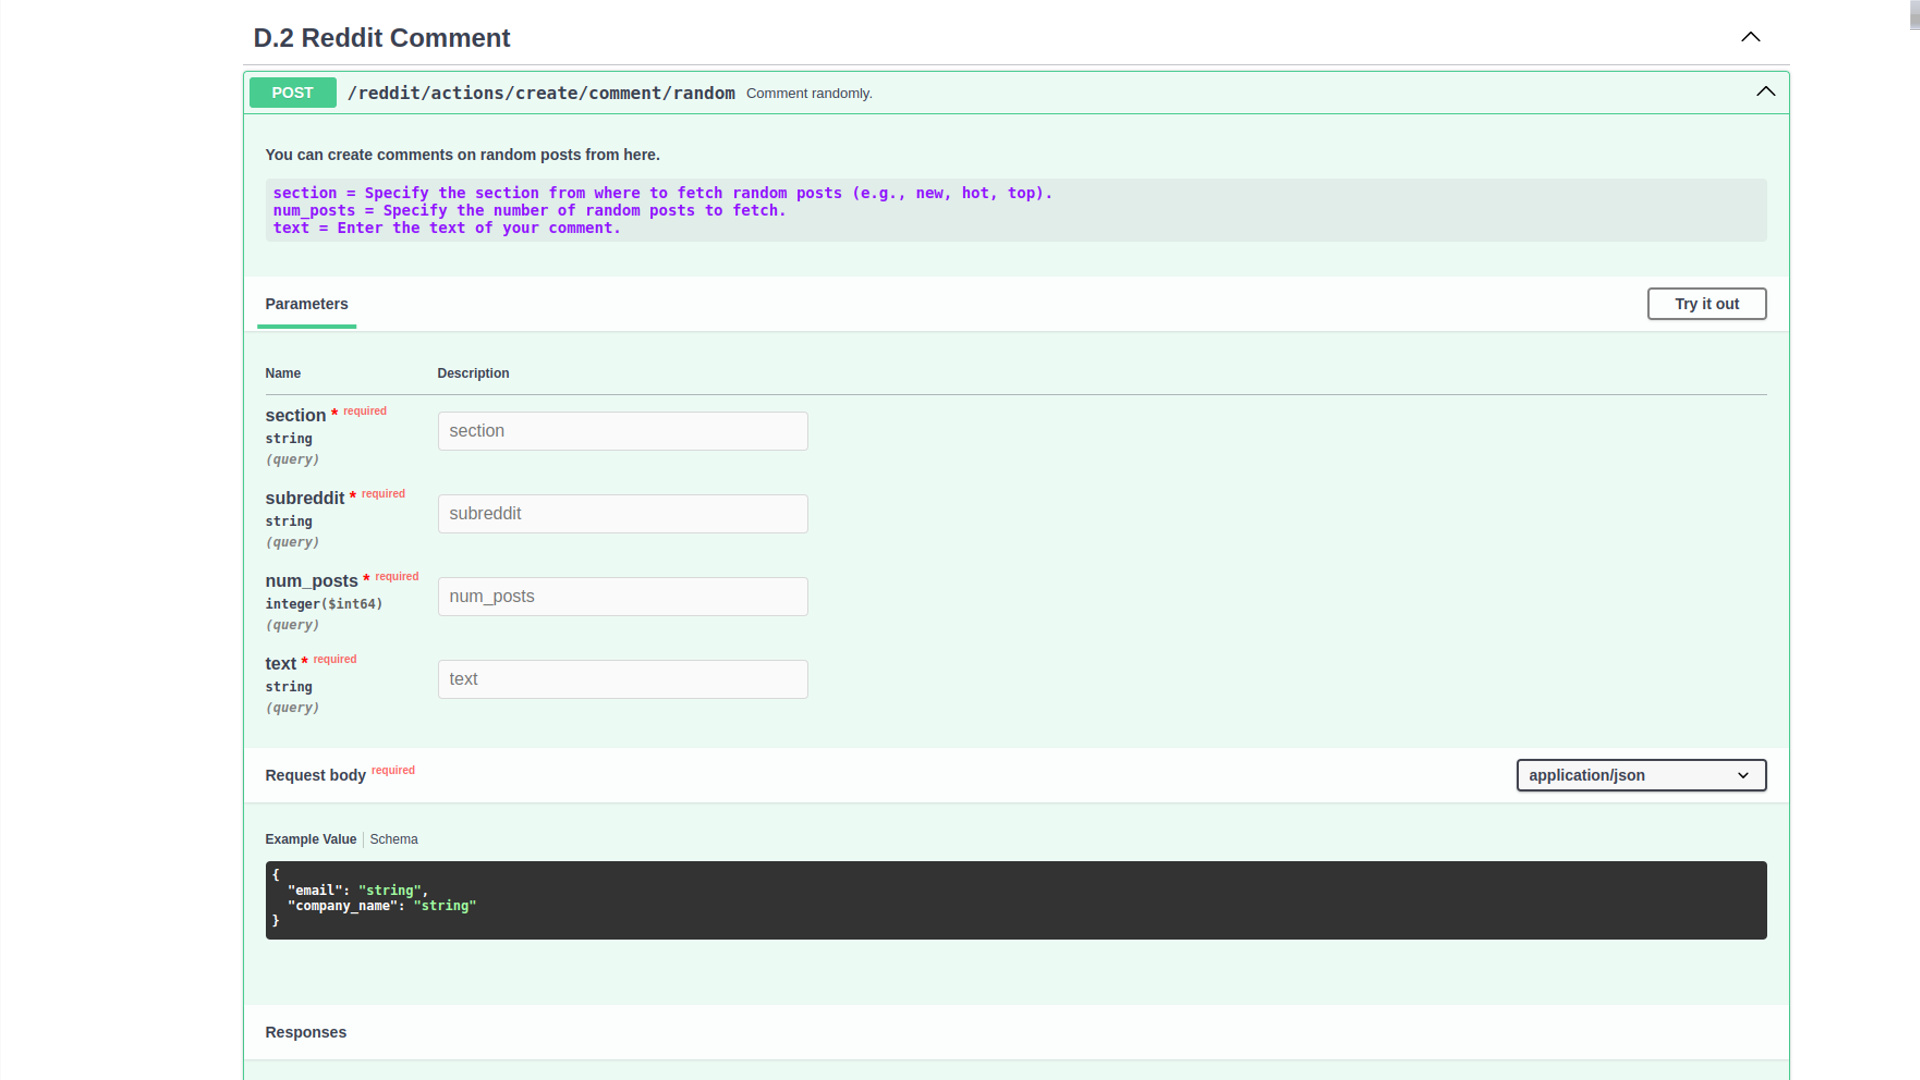 D.2 Reddit Comment
POST /reddit/actions/create/comment/random Comment randomly.
You can create comments on random posts from here.
section = Specify the section from where to fetch random posts (e.g., new, hot, top).
num_posts = Specify the number of random posts to fetch.
text = Enter the text of your comment.
Parameters Try it out
Name Description
section * required
string
(query)
section
subreddit * required
string
(query)
subreddit
num_posts * required
integer($int64)
(query)
num_posts
text * required
string
(query)
text
Request body required application/json
Example Value Schema
{
"email": "string",
"company_name": "string"
}
Responses